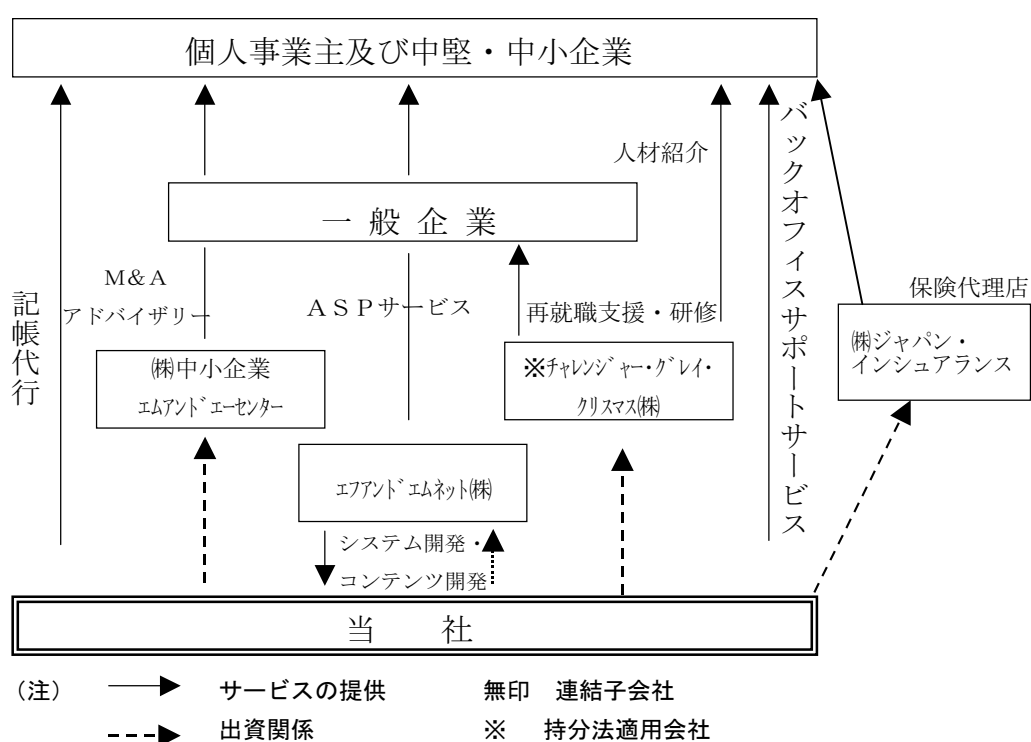 個人事業主及び中堅・中小企業
人材紹介
バックオフィスサポートサービス
一般企業
記帳代行
M&A
アドバイザリー
ASPサービス
再就職支援・研修
保険代理店
㈱中小企業
エムアンドエーセンター
※チャレンジャー・グレイ・
クリスマス㈱
㈱ジャパン・
インシュアランス
エフアンドエムネット㈱
システム開発・
コンテンツ開発
当 社
(注) サービスの提供 無印 連結子会社
出資関係 ※ 持分法適用会社